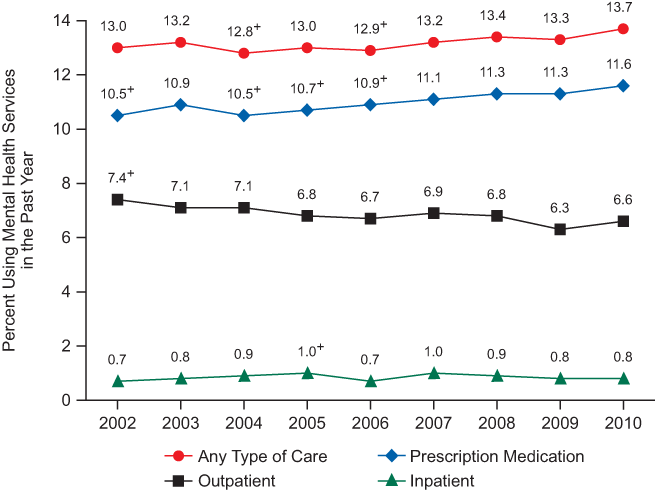 Percent Using Mental Health Services
in the Past Year
14
12
10
8
6
4
2
0
13.0 13.2 12.8+ 13.0 12.9+ 13.2 13.4 13.3 13.7
10.5+ 10.9 10.5+ 10.7+ 10.9+ 11.1 11.3 11.3 11.6
7.4+ 7.1 7.1 6.8 6.7 6.9 6.8 6.3 6.6
0.7 0.8 0.9 1.0+ 0.7 1.0 0.9 0.8 0.8
2002 2003 2004 2005 2006 2007 2008 2009 2010
Any Type of Care Prescription Medication
Outpatient Inpatient